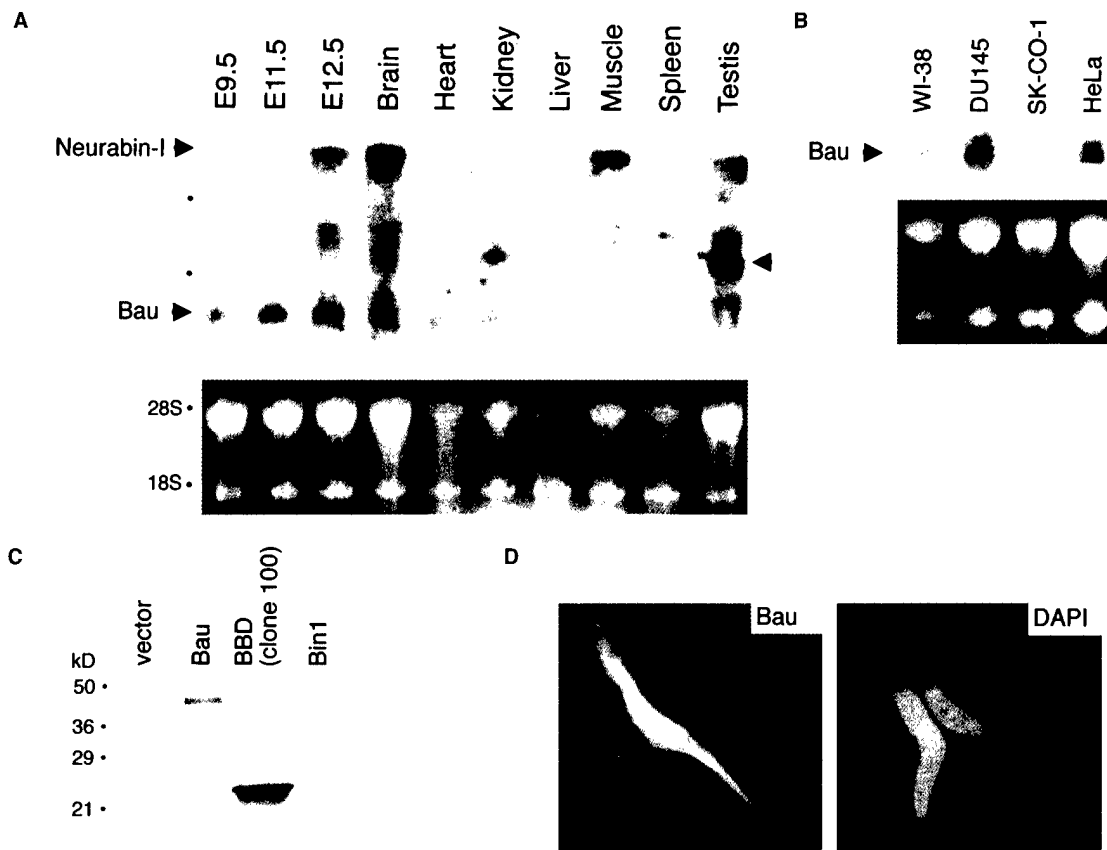 A
E9.5
E11.5
E12.5
Brain
Heart
Kidney
Liver
Muscle
Spleen
Testis
Neurabin-I
Bau
28S
18S
B
WI-38
DU145
SK-CO-1
HeLa
Bau
C
vector
Bau
BBD
(clone 100)
Bin1
kD
50
36
29
21
D
Bau
DAPI